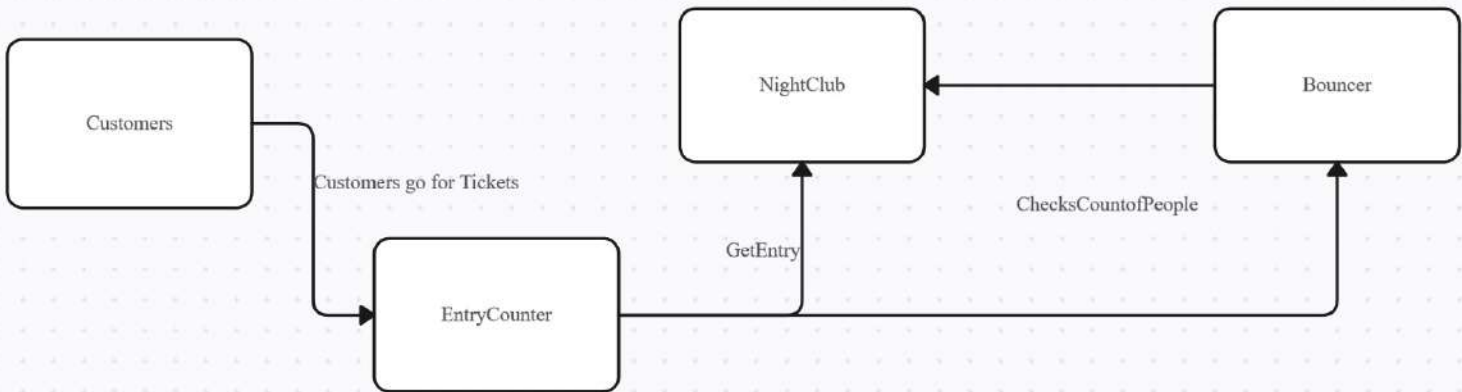 NightClub
Bouncer
Customers
Customers go for Tickets
ChecksCountofPeople
GetEntry
EntryCounter